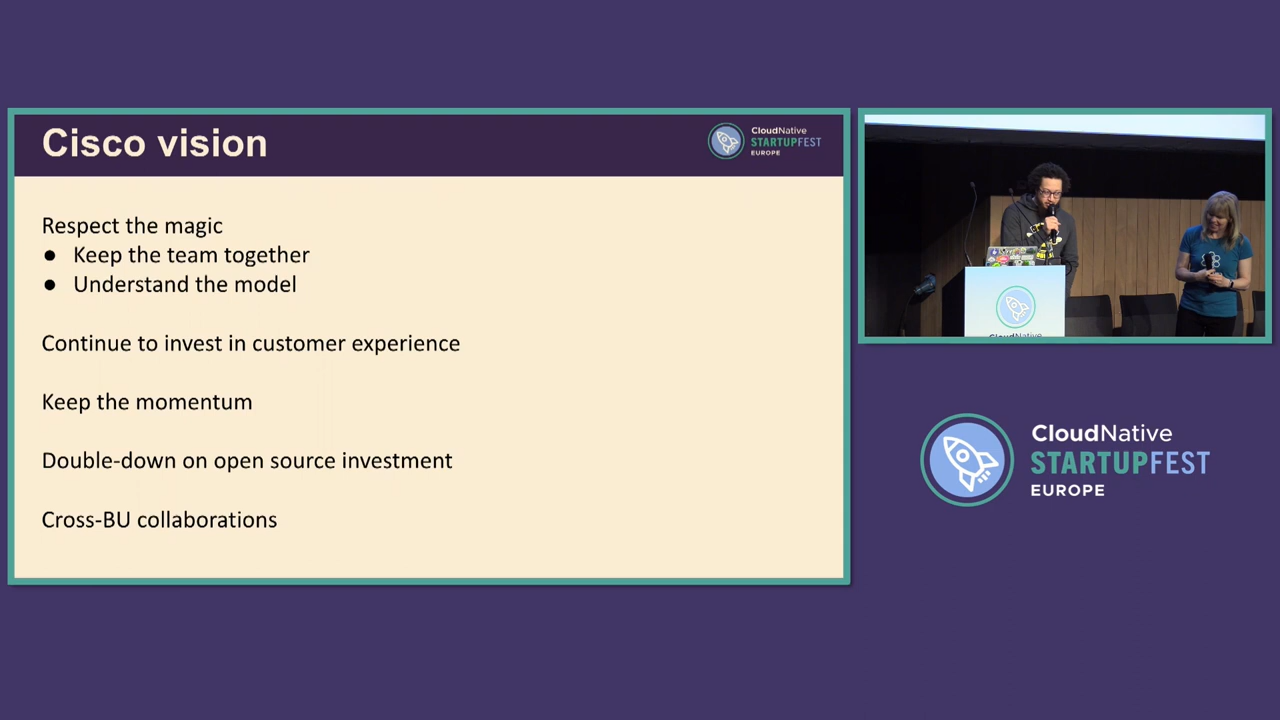 Cisco vision
CloudNative
STARTUPFEST
EUROPE
Respect the magic
● Keep the team together
● Understand the model
Continue to invest in customer experience
Keep the momentum
Double-down on open source investment
Cross-BU collaborations
CloudNative
CloudNative
STARTUPFEST
EUROPE